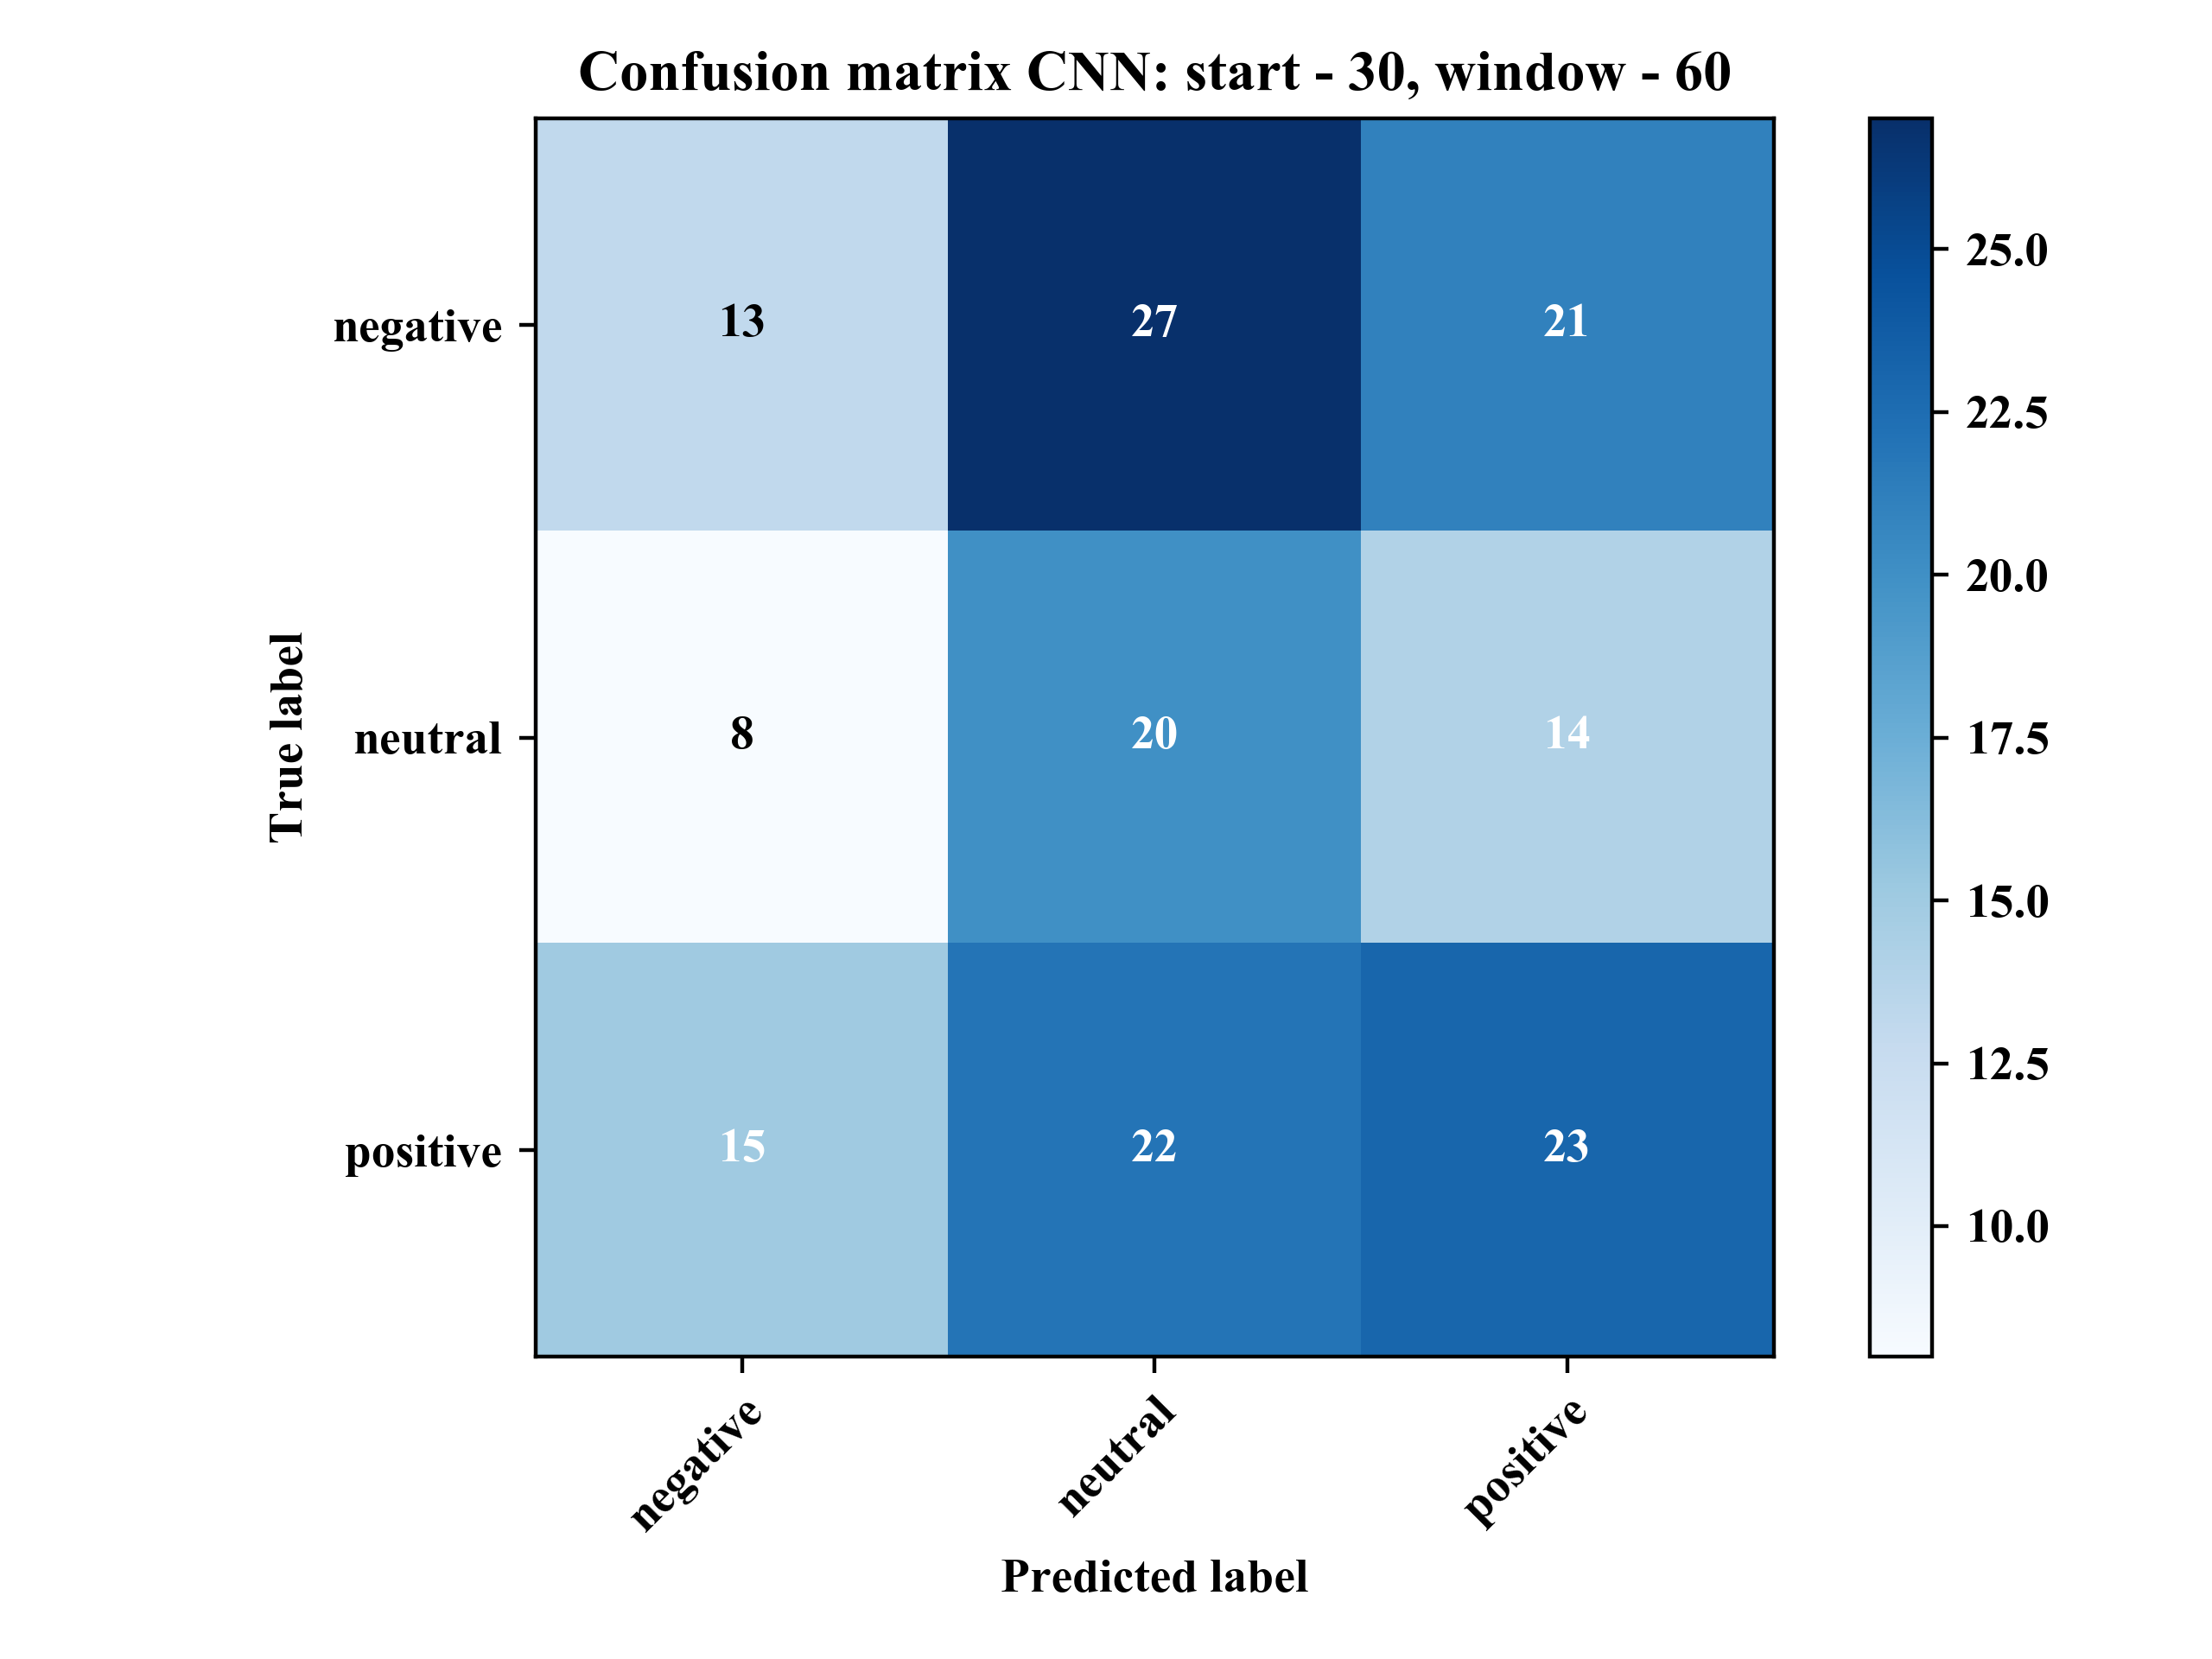 Confusion matrix CNN: start - 30, window - 60
True label
negative 13 27 21
neutral 8 20 14
positive 15 22 23
negative neutral positive
Predicted label
25.0
22.5
20.0
17.5
15.0
12.5
10.0